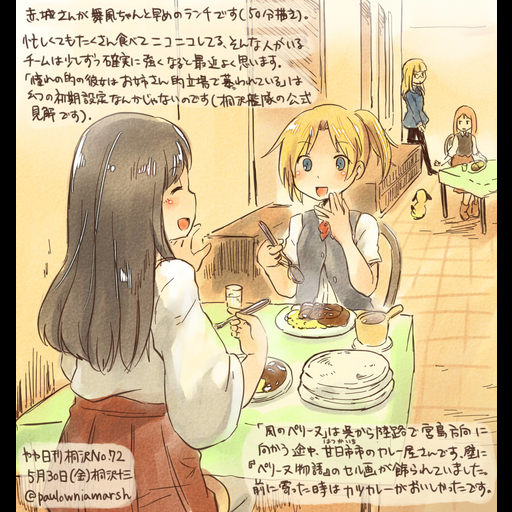 赤城さんが舞風ちゃんと早めのランチです(50分描き)。
忙しくてもたくさん食べてニコニコしてる、そんな人がいる
チームは少しずつ確実に強くなると最近よく思います。
「憧れの的の彼女はお姉さん的立場で慕われている」は
4つの初期設定なんかじゃないのです(桐沢艦隊の公式
見解です)。
やや日刊桐沢No.72
5月30日(金)桐沢十三
@paulowniamarsh
「風のペリーヌ」は呉から陸路で宮島方向に
向かう途中、廿日市市のカレー屋さんです。壁に
はつかいち
『ペリーヌ物語』のセル画が飾られていました。
前に寄った時はカツカレーがおいしかったです。